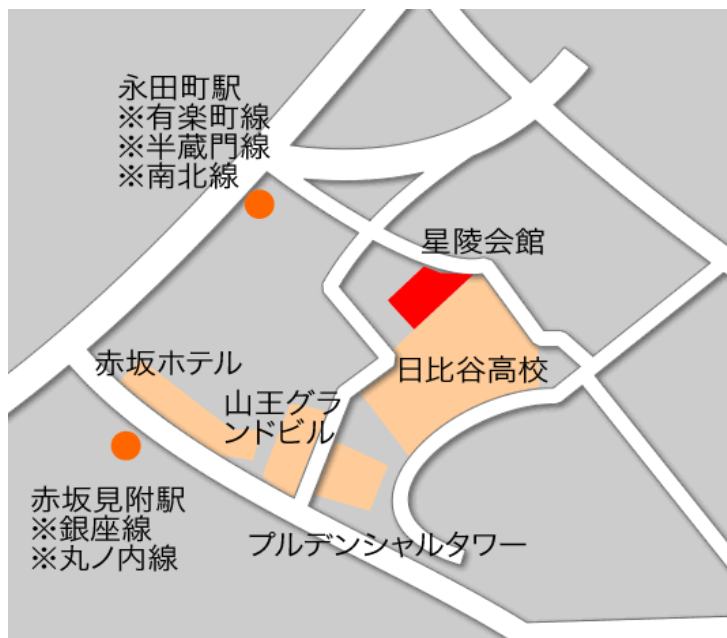 永田町駅
※有楽町線
※半蔵門線
※南北線
星陵会館
赤坂ホテル
日比谷高校
山王グラ
ンドビル
赤坂見附駅
※銀座線
※丸ノ内線
プルデンシャルタワー